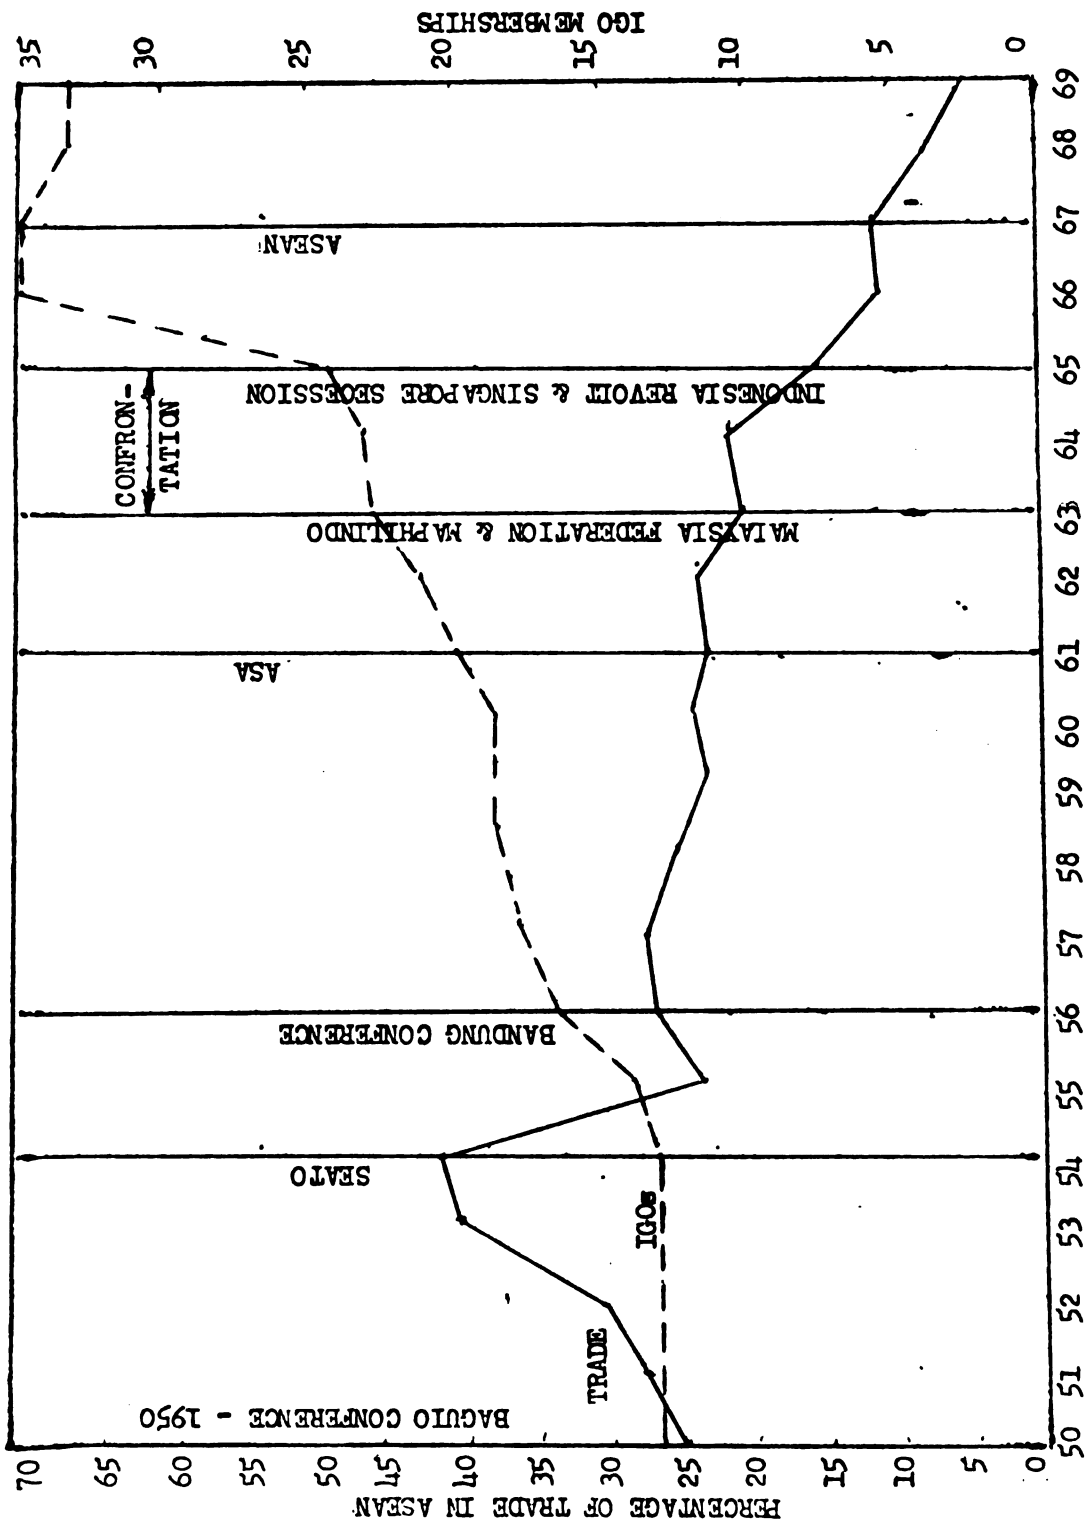 PERCENTAGE OF TRADE IN ASEAN
70
65
60
55
50
45
40
35
30
25
20
15
10
5
0
BAGUIO CONFERENCE - 1950
TRADE
IGOs
SEATO
BANDUNG CONFERENCE
ASA
MALAYSIA FEDERATION & MAPHILINDO
CONFRON-
TATION
INDONESIA REVOLT & SINGAPORE SECESSION
ASEAN
35
30
25
20
15
10
5
0
IGO MEMBERSHIPS
50 51 52 53 54 55 56 57 58 59 60 61 62 63 64 65 66 67 68 69